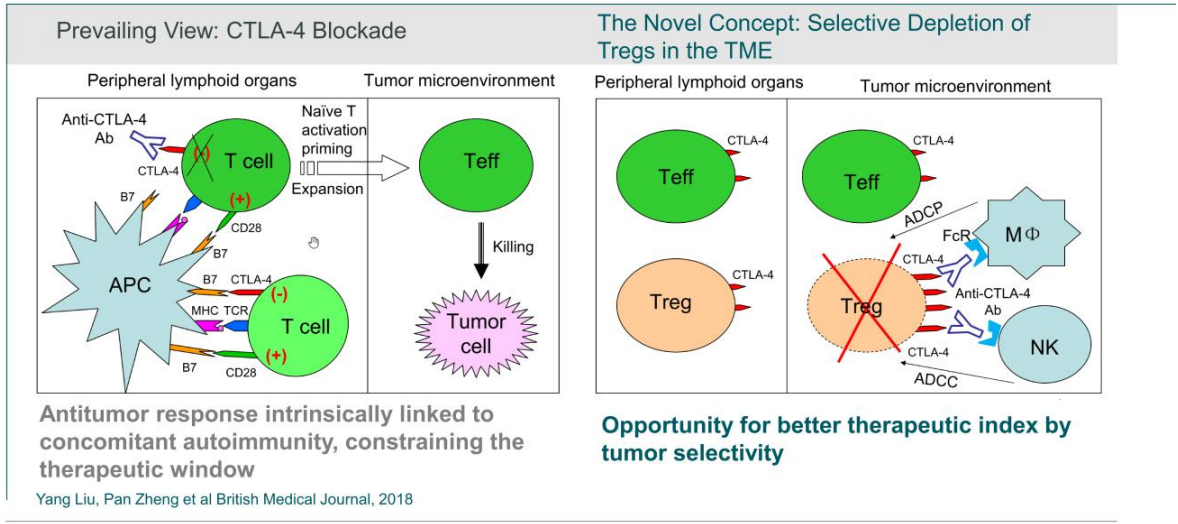 Prevailing View: CTLA-4 Blockade
Peripheral lymphoid organs
Tumor microenvironment
Anti-CTLA-4
Ab
(-)
T cell
CTLA-4
(+)
B7
CD28
B7
APC
B7
CTLA-4
(-)
MHC TCR
T cell
(+)
B7
CD28
Naïve T
activation
priming
Expansion
Teff
Killing
Tumor
cell
Antitumor response intrinsically linked to
concomitant autoimmunity, constraining the
therapeutic window
Yang Liu, Pan Zheng et al British Medical Journal, 2018
The Novel Concept: Selective Depletion of
Tregs in the TME
Peripheral lymphoid organs
Tumor microenvironment
CTLA-4
Teff
CTLA-4
Treg
CTLA-4
Teff
ADCP
FcR
MΦ
CTLA-4
Treg
Anti-CTLA-4
Ab
CTLA-4
NK
ADCC
Opportunity for better therapeutic index by
tumor selectivity